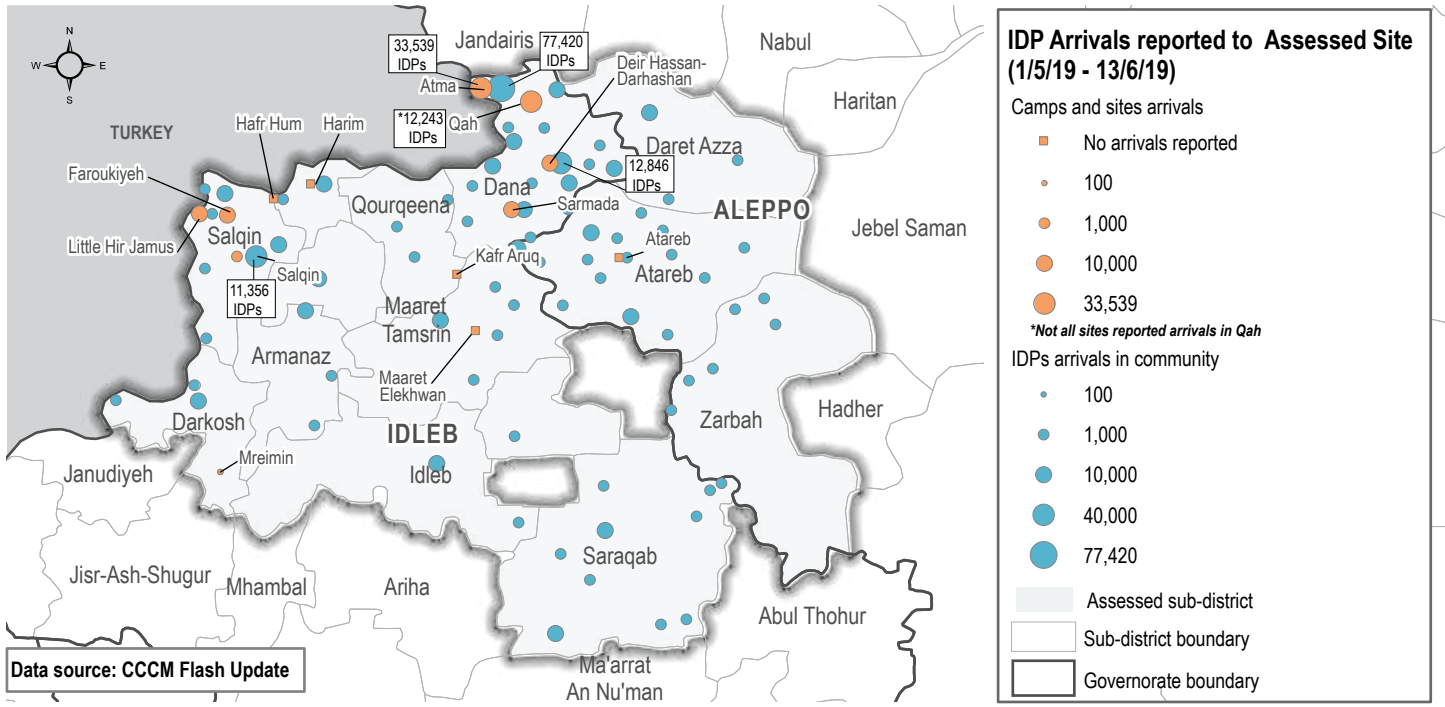 N
W
E
S
33,539
IDPs
Jandairis
77,420
IDPs
Deir Hassan-
Darhashan
Nabul
Atma
Haritan
*12,243
IDPs
Qah
TURKEY
Hafr Hum
Harim
Daret Azza
Faroukiyeh
12,846
IDPs
Dana
Qourqeena
Sarmada
ALEPPO
Jebel Saman
Little Hir Jamus
Salqin
Atareb
Kafr Aruq
Salqin
Atareb
11,356
IDPs
Maaret
Tamsrin
Armanaz
Maaret
Elekhwan
Darkosh
Zarbah
Hadher
IDLEB
Mreimin
Idleb
Janudiyeh
Saraqab
Jisr-Ash-Shugur
Mhambal
Ariha
Abul Thohur
Ma'arrat
An Nu'man
Data source: CCCM Flash Update
IDP Arrivals reported to Assessed Site
(1/5/19 - 13/6/19)
Camps and sites arrivals
No arrivals reported
100
1,000
10,000
33,539
*Not all sites reported arrivals in Qah
IDPs arrivals in community
100
1,000
10,000
40,000
77,420
Assessed sub-district
Sub-district boundary
Governorate boundary